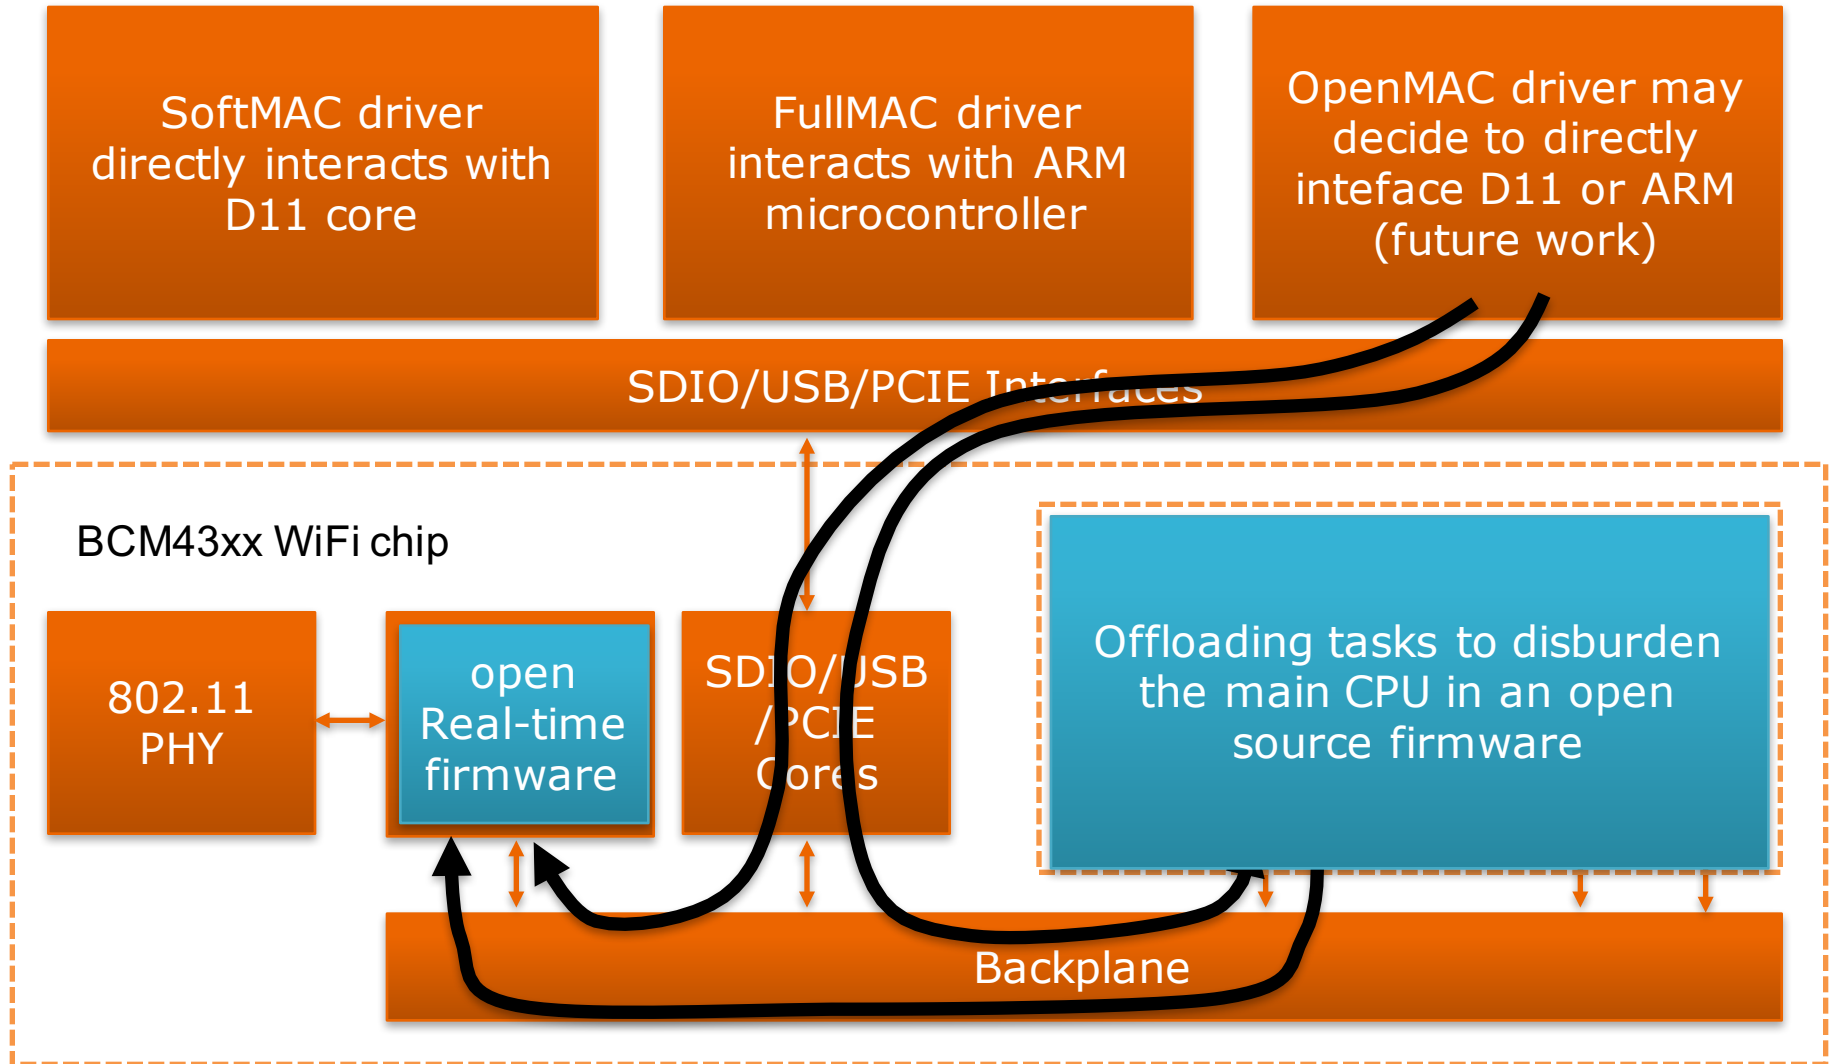 SoftMAC driver
directly interacts with
D11 core
FullMAC driver
interacts with ARM
microcontroller
OpenMAC driver may
decide to directly
inteface D11 or ARM
(future work)
SDIO/USB/PCIE Interfaces
BCM43xx WiFi chip
802.11
PHY
open
Real-time
firmware
SDIO/USB
/PCIE
Cores
Offloading tasks to disburden
the main CPU in an open
source firmware
Backplane